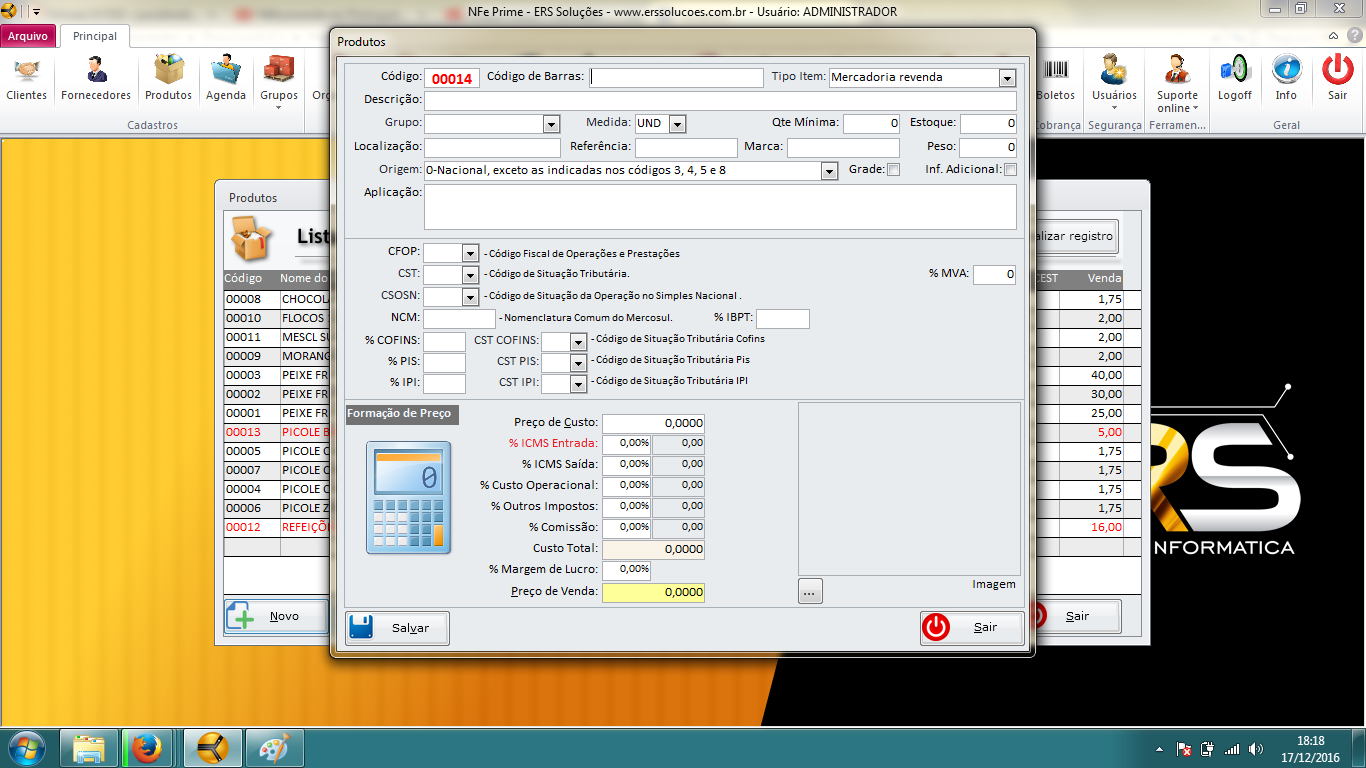 NFe Prime - ERS Soluções - www.erssolucoes.com.br - Usuário: ADMINISTRADOR
Arquivo Principal
Clientes Fornecedores Produtos Agenda Grupos Boletos Usuários Suporte online Logoff Info Sair
Cadastros Segurança Ferramen... Geral
Produtos
Código: 00014 Código de Barras: Tipo Item: Mercadoria revenda
Descrição:
Grupo: Medida: UND Qte Mínima: 0 Estoque: 0
Localização: Referência: Marca: Peso: 0
Origem: 0-Nacional, exceto as indicadas nos códigos 3, 4, 5 e 8 Grade: Inf. Adicional:
Aplicação:
CFOP: - Código Fiscal de Operações e Prestações
CST: - Código de Situação Tributária. % MVA: 0
CSOSN: - Código de Situação da Operação no Simples Nacional .
NCM: - Nomenclatura Comum do Mercosul. % IBPT:
% COFINS: CST COFINS: - Código de Situação Tributária Cofins
% PIS: CST PIS: - Código de Situação Tributária Pis
% IPI: CST IPI: - Código de Situação Tributária IPI
Formação de Preço
0
Preço de Custo: 0,0000
% ICMS Entrada: 0,00% 0,00
% ICMS Saída: 0,00% 0,00
% Custo Operacional: 0,00% 0,00
% Outros Impostos: 0,00% 0,00
% Comissão: 0,00% 0,00
Custo Total: 0,0000
% Margem de Lucro: 0,00%
Preço de Venda: 0,0000
... Imagem
Salvar Sair
Produtos
List alizar registro
Código Nome do CEST Venda
00008 CHOCOLA 1,75
00010 FLOCOS 2,00
00011 MESCL SU 2,00
00009 MORANG 2,00
00003 PEIXE FR 40,00
00002 PEIXE FR 30,00
00001 PEIXE FR 25,00
00013 PICOLE B 5,00
00005 PICOLE C 1,75
00007 PICOLE C 1,75
00004 PICOLE C 1,75
00006 PICOLE Z 1,75
00012 REFEIÇÕ 16,00
Novo Sair
RS
NFORMATICA
18:18
17/12/2016